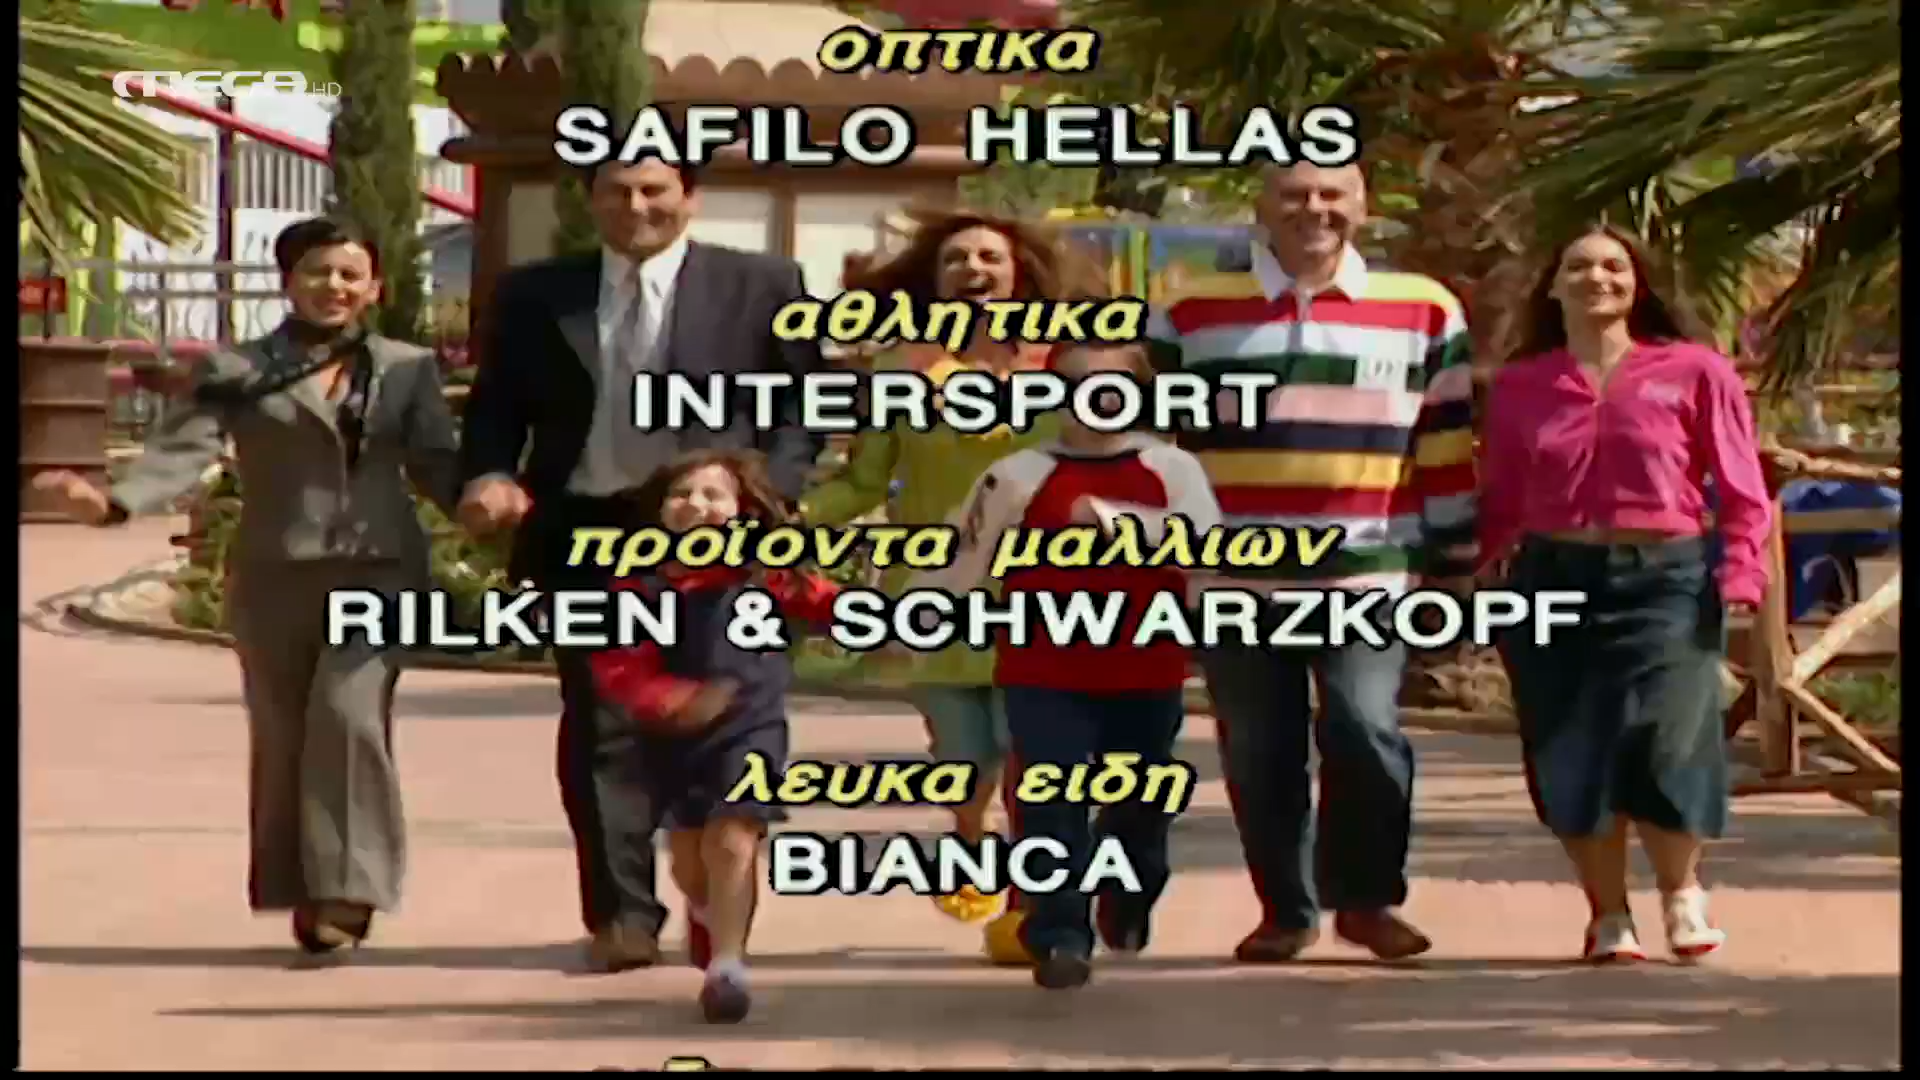 MEGA HD
οπτικα
SAFILO HELLAS
αθλητικα
INTERSPORT
προϊοντα μαλλιων
RILKEN & SCHWARZKOPF
λευκα ειδη
BIANCA